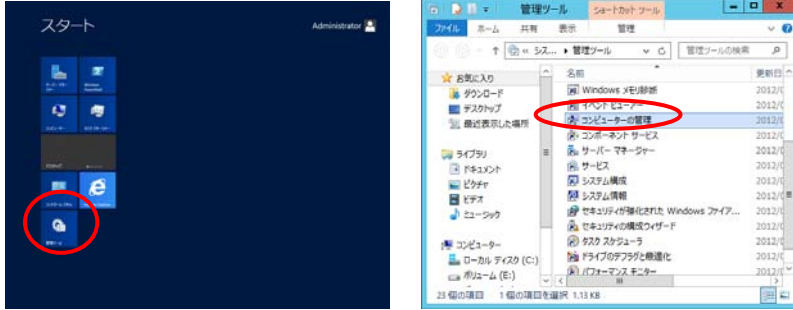 スタート
Administrator
管理ツール
ショートカット ツール
ファイル
ホーム
共有
表示
管理
« シス... ▸ 管理ツール
管理ツールの検索
お気に入り
ダウンロード
デスクトップ
最近表示した場所
ライブラリ
ドキュメント
ピクチャ
ビデオ
ミュージック
コンピューター
ローカル ディスク (C:)
ボリューム (E:)
名前
更新日
Windows メモリ診断
イベント ビューアー
コンピューターの管理
コンポーネント サービス
サーバー マネージャー
サービス
システム構成
システム情報
セキュリティが強化された Windows ファイア...
セキュリティの構成ウィザード
タスク スケジューラ
ドライブのデフラグと最適化
パフォーマンス モニター
23 個の項目
1 個の項目を選択 1.13 KB